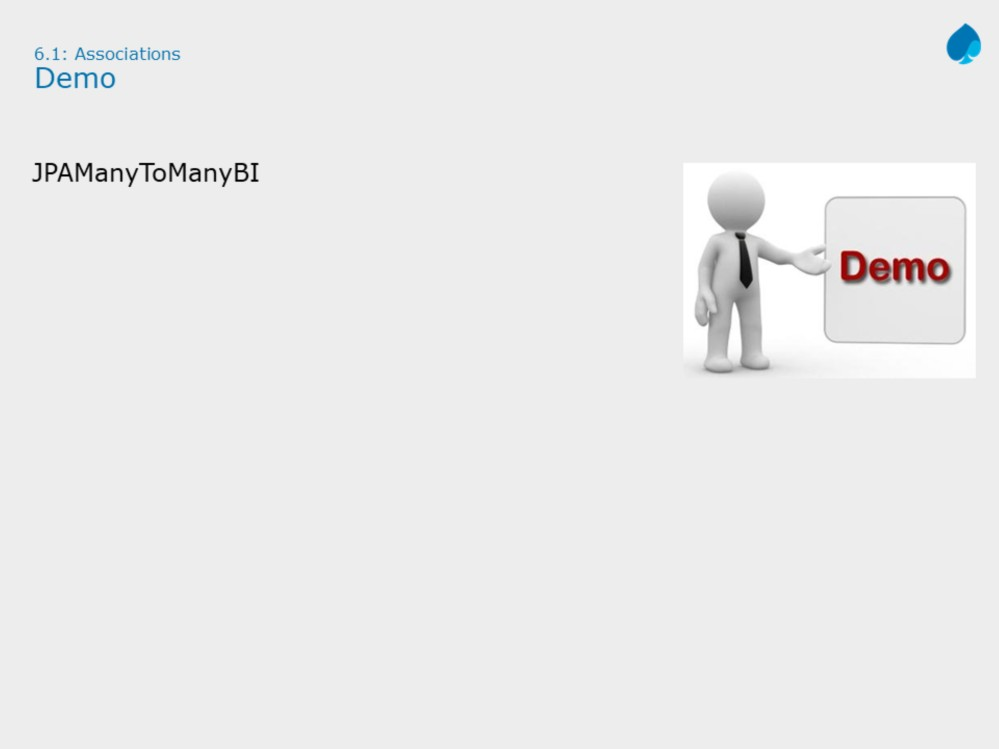 6.1: Associations
Demo
JPAManyToManyBI
Demo